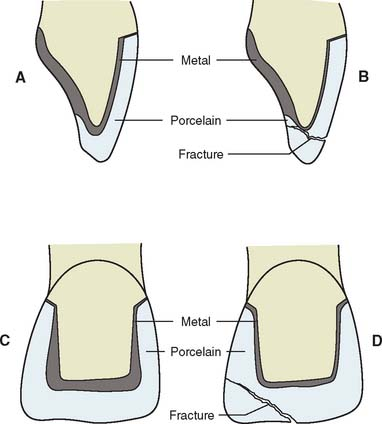 A
Metal
B
Porcelain
Fracture
C
Metal
D
Porcelain
Fracture